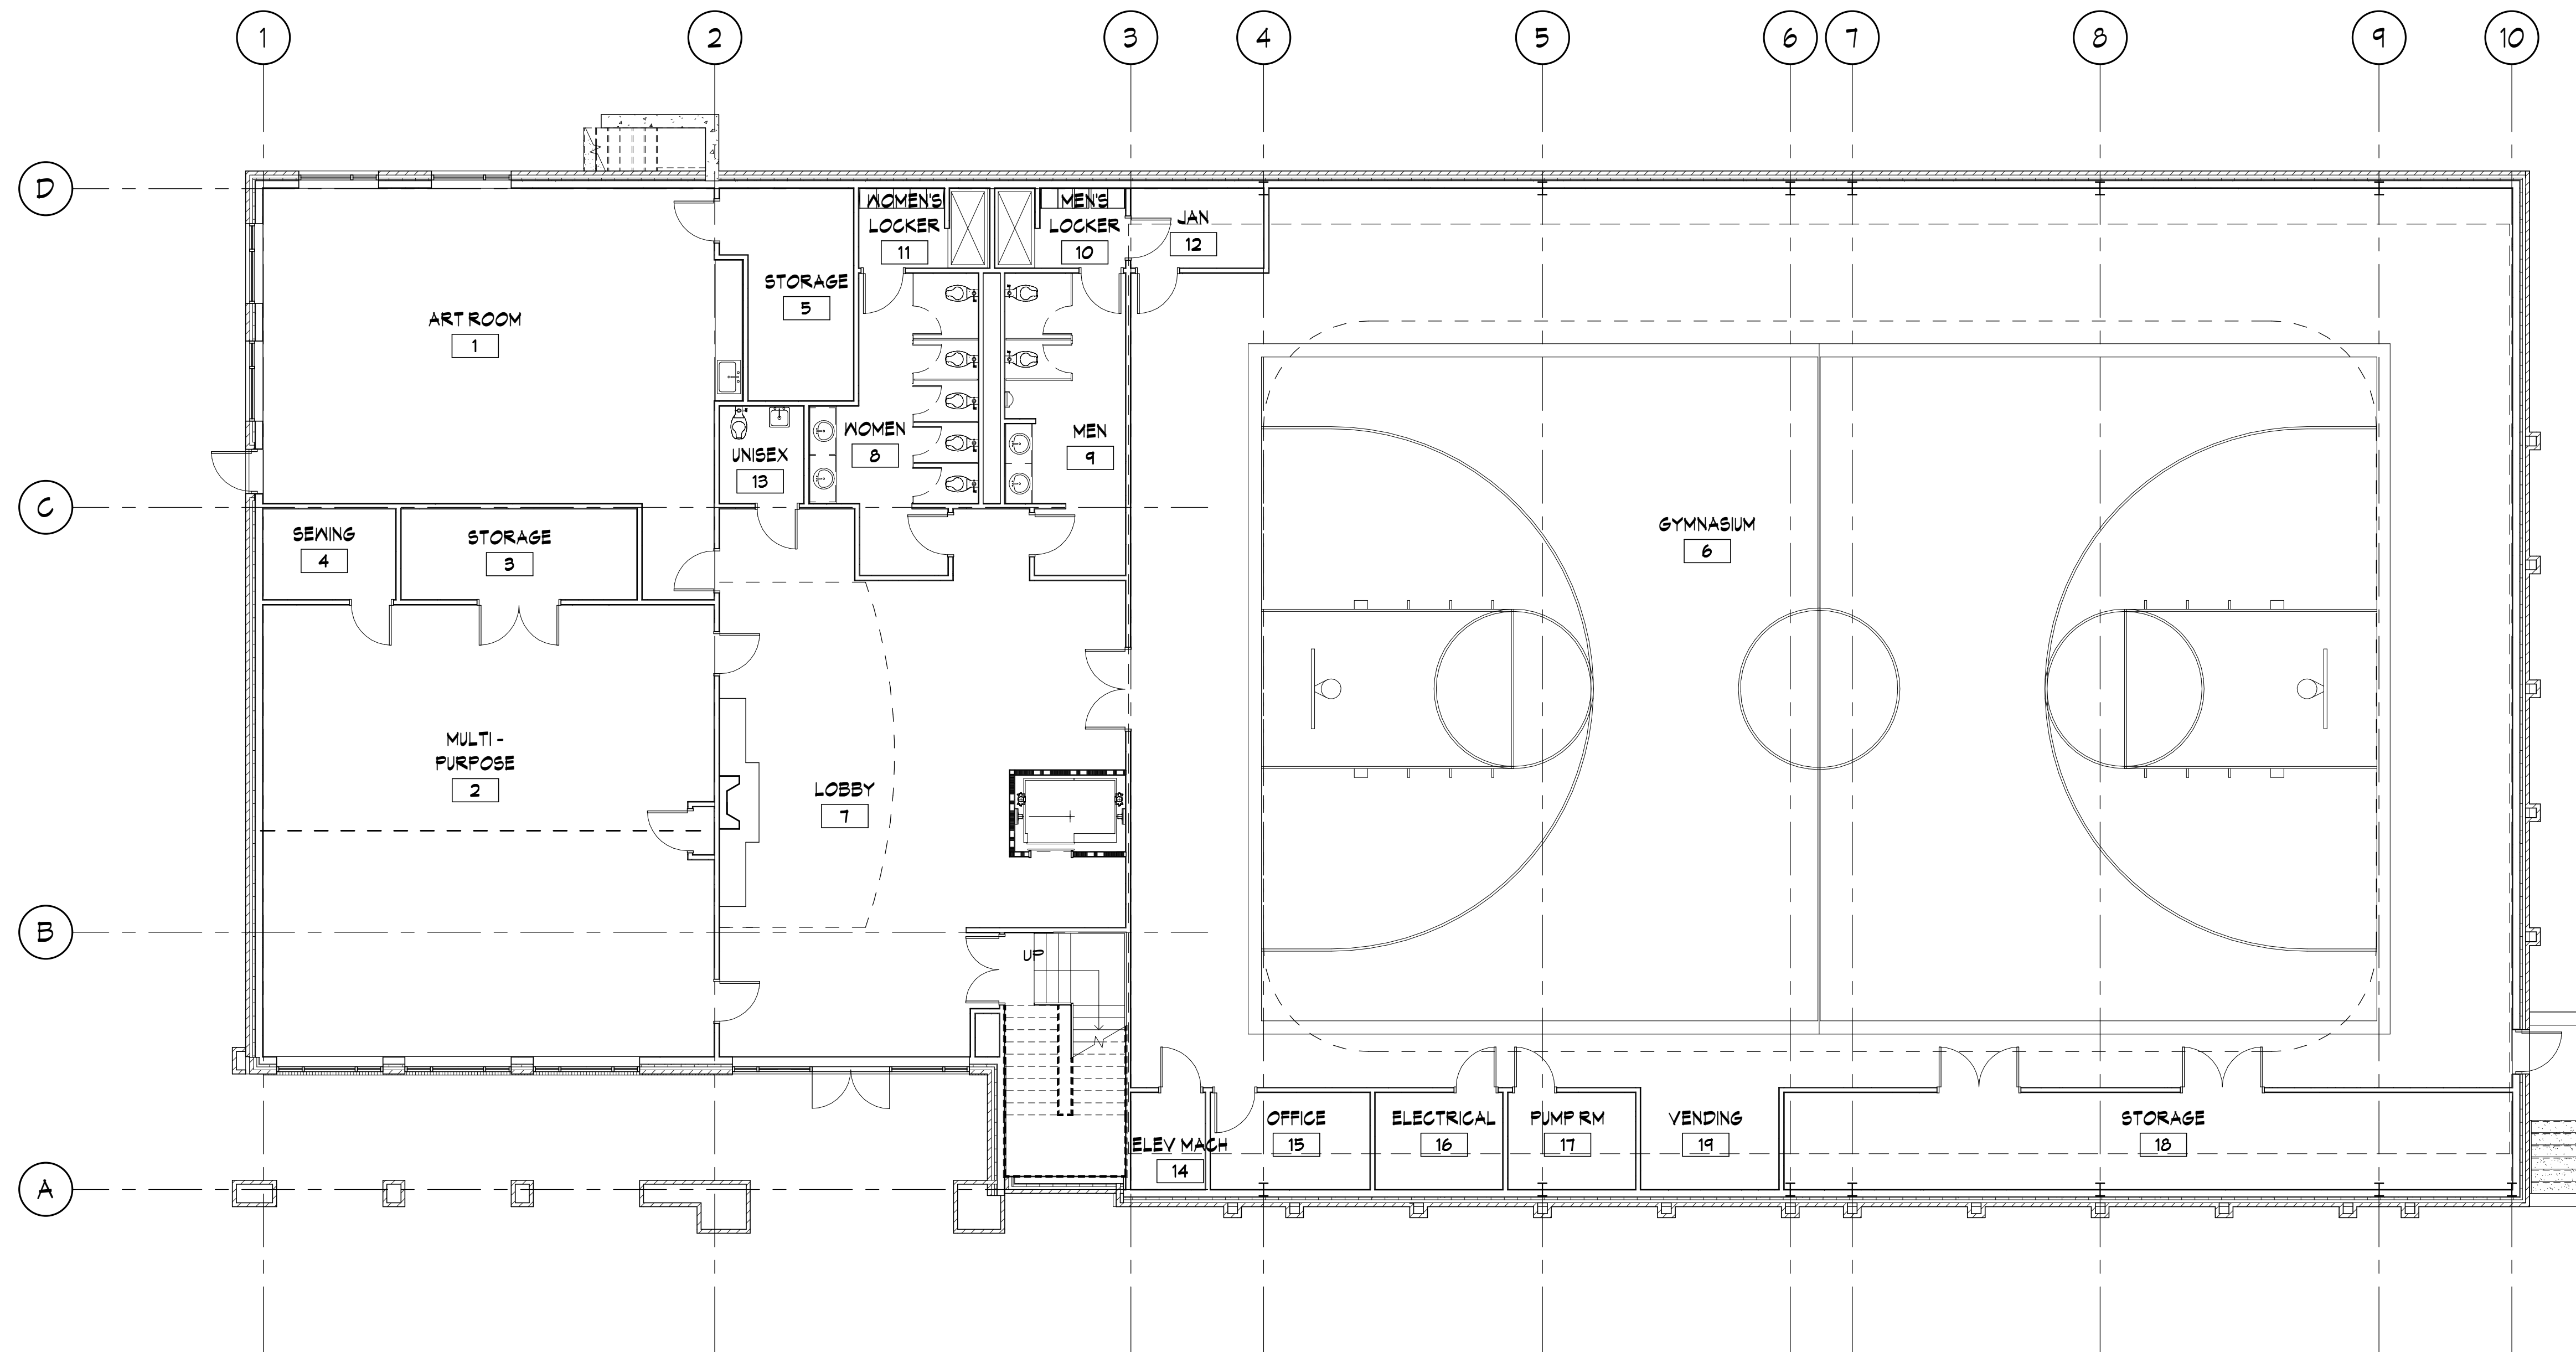 1
2
3
4
5
6
7
8
9
10
D
C
B
A
WOMEN'S
LOCKER
11
MEN'S
LOCKER
10
JAN
12
STORAGE
5
ART ROOM
1
WOMEN
8
MEN
9
UNISEX
13
SEWING
4
STORAGE
3
GYMNASIUM
6
MULTI -
PURPOSE
2
LOBBY
7
UP
ELEV MACH
14
OFFICE
15
ELECTRICAL
16
PUMP RM
17
VENDING
19
STORAGE
18